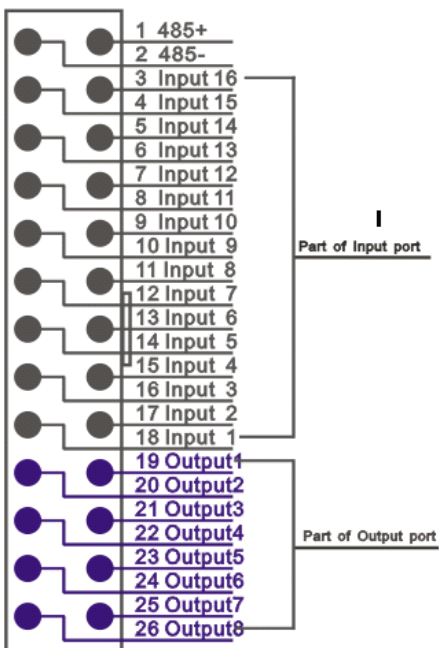 1 485+
2 485-
3 Input 16
4 Input 15
5 Input 14
6 Input 13
7 Input 12
8 Input 11
9 Input 10
10 Input 9
11 Input 8
12 Input 7
13 Input 6
14 Input 5
15 Input 4
16 Input 3
17 Input 2
18 Input 1
19 Output1
20 Output2
21 Output3
22 Output4
23 Output5
24 Output6
25 Output7
26 Output8
I
Part of Input port
Part of Output port